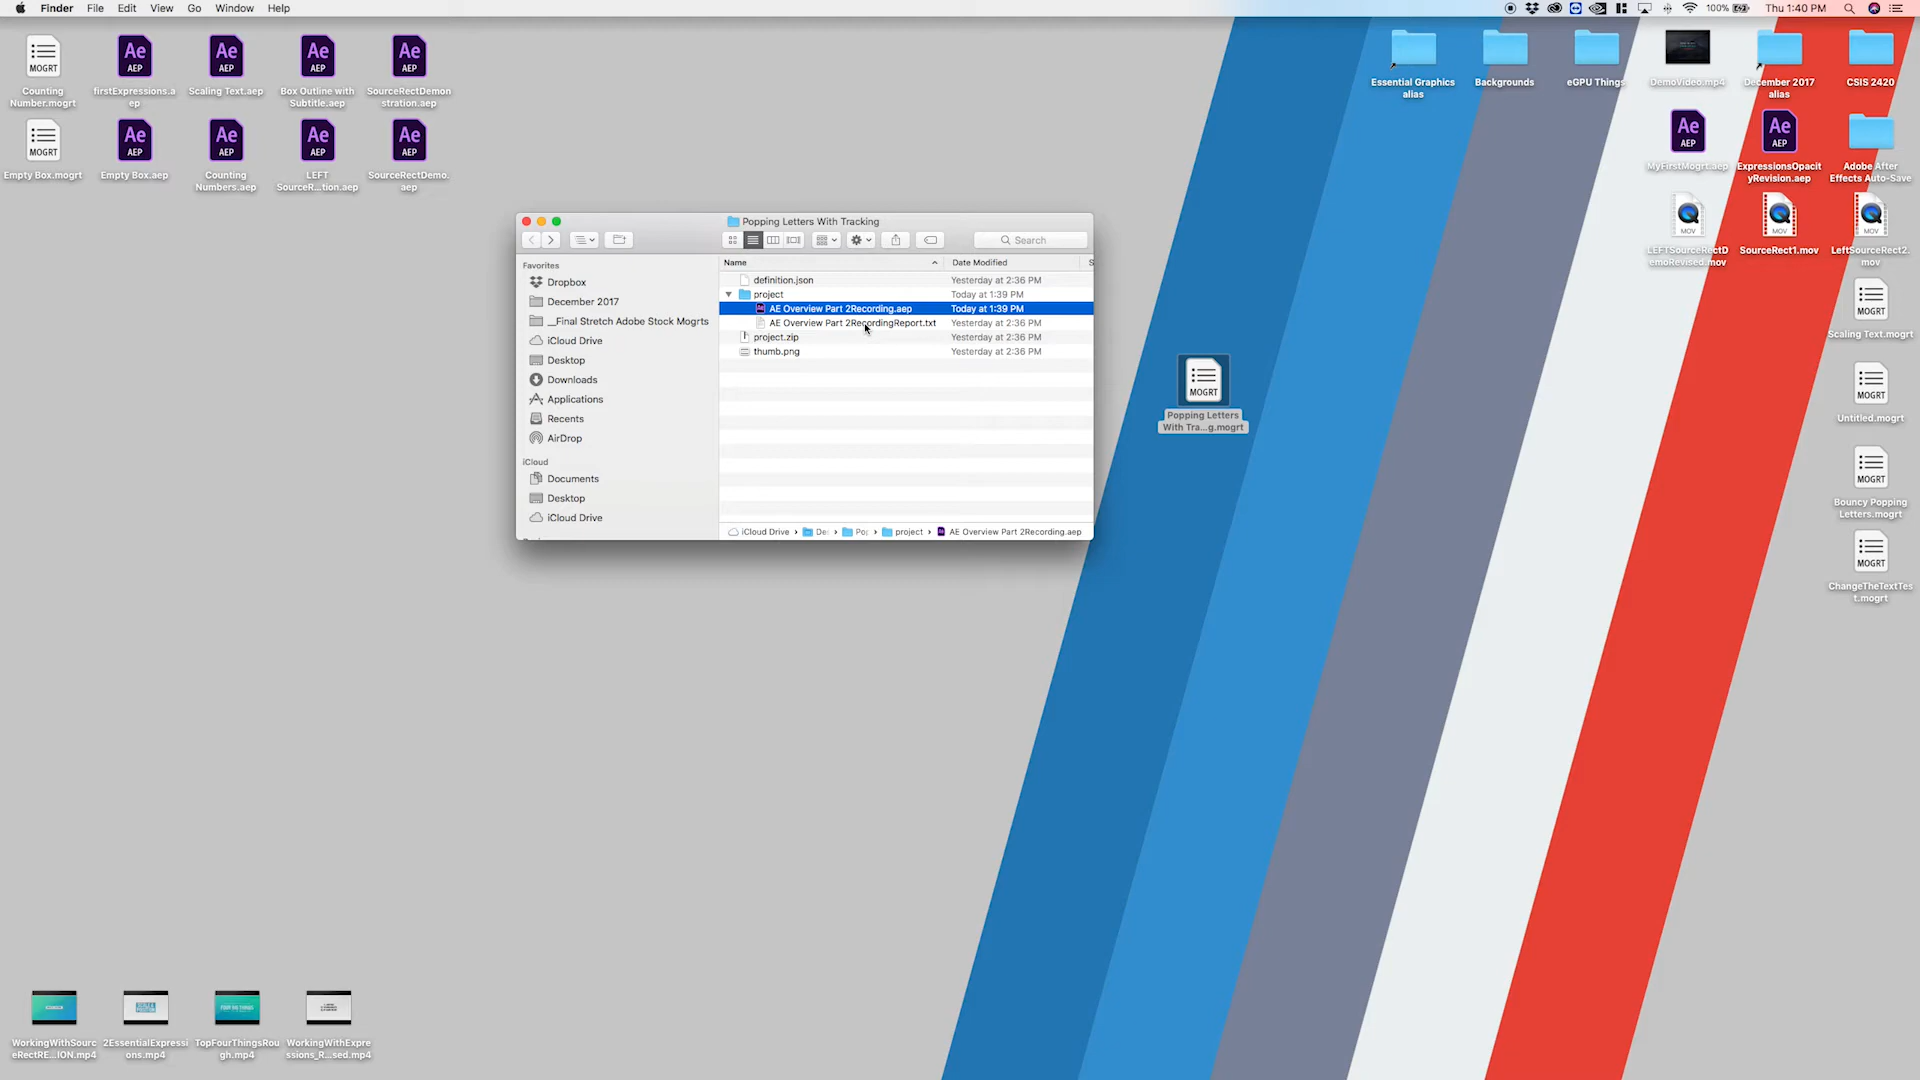 Finder File Edit View Go Window Help
100% Thu 1:40 PM
MOGRT
Counting
Number.mogrt
Ae
AEP
firstExpressions.a
ep
Ae
AEP
Scaling Text.aep
Ae
AEP
Box Outline with
Subtitle.aep
Ae
AEP
SourceRectDemon
stration.aep
MOGRT
Empty Box.mogrt
Ae
AEP
Empty Box.aep
Ae
AEP
Counting
Numbers.aep
Ae
AEP
LEFT
SourceR...tion.aep
Ae
AEP
SourceRectDemo.
aep
Essential Graphics
alias
Backgrounds
eGPU Things
DemoVideo.mp4
December 2017
alias
CSIS 2420
Ae
AEP
MyFirstMogrt.aep
Ae
AEP
ExpressionsOpacit
yRevision.aep
Adobe After
Effects Auto-Save
MOV
LEFTSourceRectD
emoRevised.mov
MOV
SourceRect1.mov
MOV
LeftSourceRect2.
mov
MOGRT
Scaling Text.mogrt
MOGRT
Untitled.mogrt
MOGRT
Bouncy Popping
Letters.mogrt
MOGRT
ChangeTheTextTes
t.mogrt
Popping Letters With Tracking
Search
Favorites
Dropbox
December 2017
__Final Stretch Adobe Stock Mogrts
iCloud Drive
Desktop
Downloads
Applications
Recents
AirDrop
iCloud
Documents
Desktop
iCloud Drive
Name Date Modified S
definition.json Yesterday at 2:36 PM
project Today at 1:39 PM
AE Overview Part 2Recording.aep Today at 1:39 PM
AE Overview Part 2RecordingReport.txt Yesterday at 2:36 PM
project.zip Yesterday at 2:36 PM
thumb.png Yesterday at 2:36 PM
iCloud Drive › De › Pop › project › AE Overview Part 2Recording.aep
MOGRT
Popping Letters
With Tra...g.mogrt
WorkingWithSourc
eRectRE...ION.mp4
2EssentialExpressi
ons.mp4
TopFourThingsRou
gh.mp4
WorkingWithExpre
ssions_R...sed.mp4